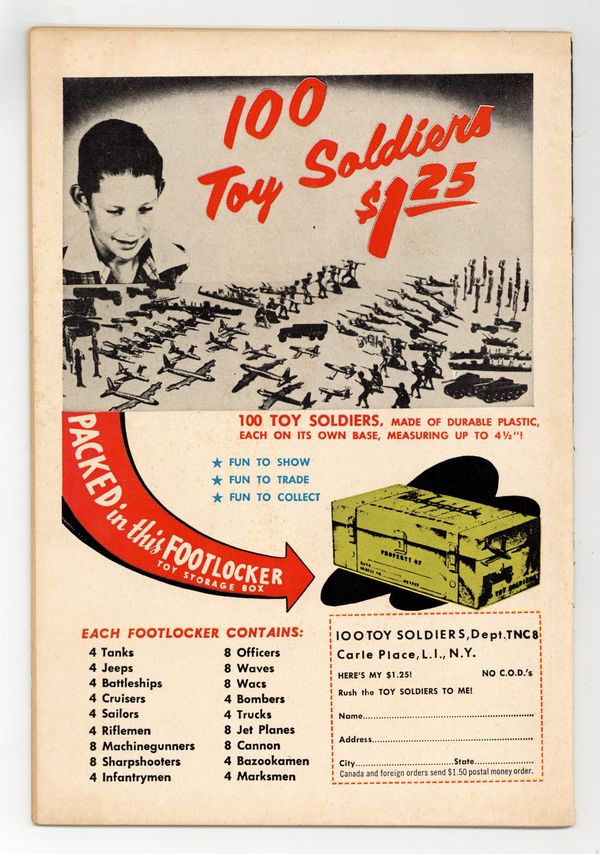 100
Toy Soldiers
$1.25
100 TOY SOLDIERS, MADE OF DURABLE PLASTIC,
EACH ON ITS OWN BASE, MEASURING UP TO 4½"!
★ FUN TO SHOW
★ FUN TO TRADE
★ FUN TO COLLECT
PACKED in this FOOTLOCKER
TOY STORAGE BOX
PROPERTY OF
TOY SOLDIERS
EACH FOOTLOCKER CONTAINS:
4 Tanks
4 Jeeps
4 Battleships
4 Cruisers
4 Sailors
4 Riflemen
8 Machinegunners
8 Sharpshooters
4 Infantrymen
8 Officers
8 Waves
8 Wacs
4 Bombers
4 Trucks
8 Jet Planes
8 Cannon
4 Bazookamen
4 Marksmen
100 TOY SOLDIERS, Dept. TNC8
Carle Place, L.I., N.Y.
HERE'S MY $1.25! NO C.O.D.'s
Rush the TOY SOLDIERS TO ME!
Name
Address
City State
Canada and foreign orders send $1.50 postal money order.